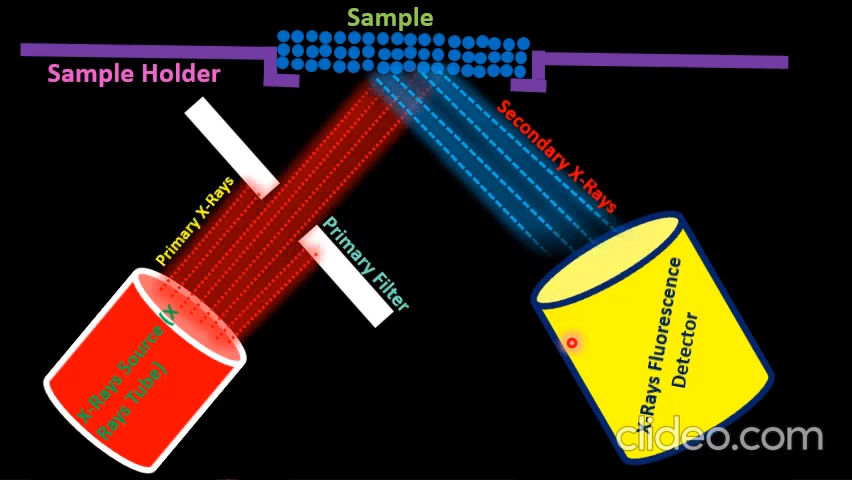 Sample
Sample Holder
Primary X-Rays
Secondary X-Rays
Primary Filter
X-Rays Source (X
Rays Tube)
X-Rays Fluorescence
Detector
clideo.com